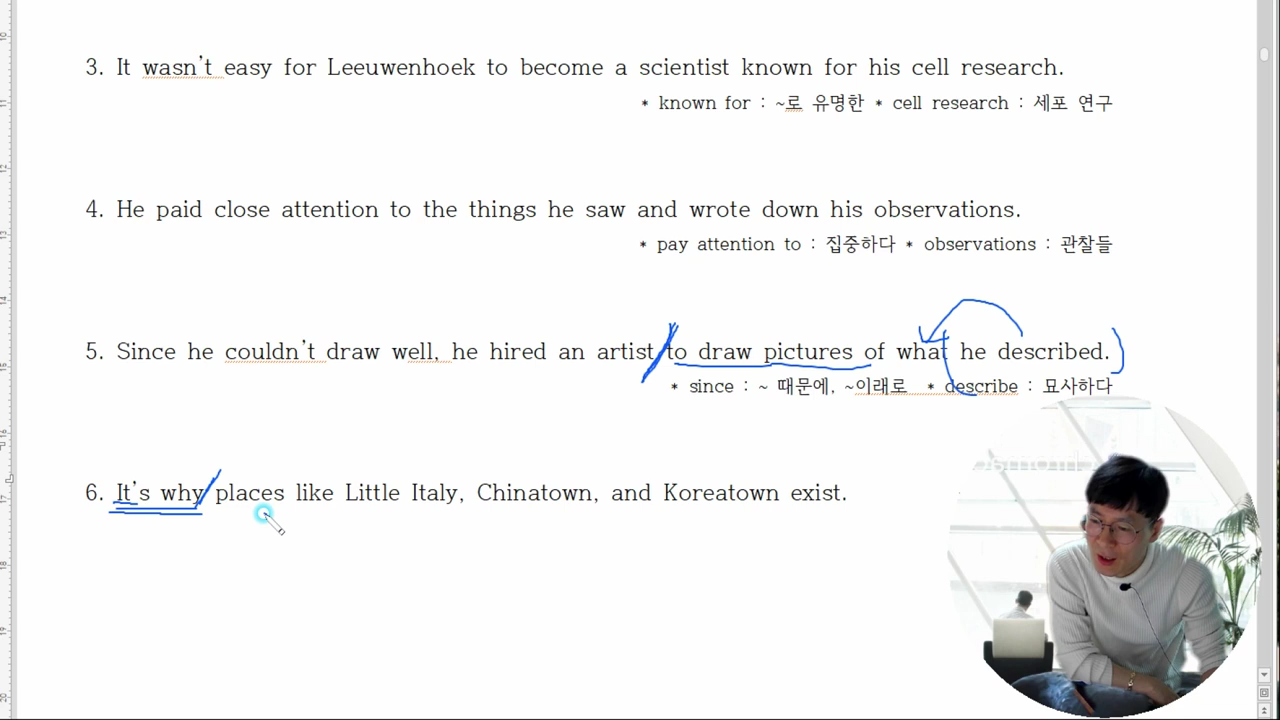 3. It wasn't easy for Leeuwenhoek to become a scientist known for his cell research.
* known for : ~로 유명한 * cell research : 세포 연구
4. He paid close attention to the things he saw and wrote down his observations.
* pay attention to : 집중하다 * observations : 관찰들
5. Since he couldn't draw well, he hired an artist to draw pictures of what he described.
* since : ~ 때문에, ~이래로 * describe : 묘사하다
6. It's why places like Little Italy, Chinatown, and Koreatown exist.